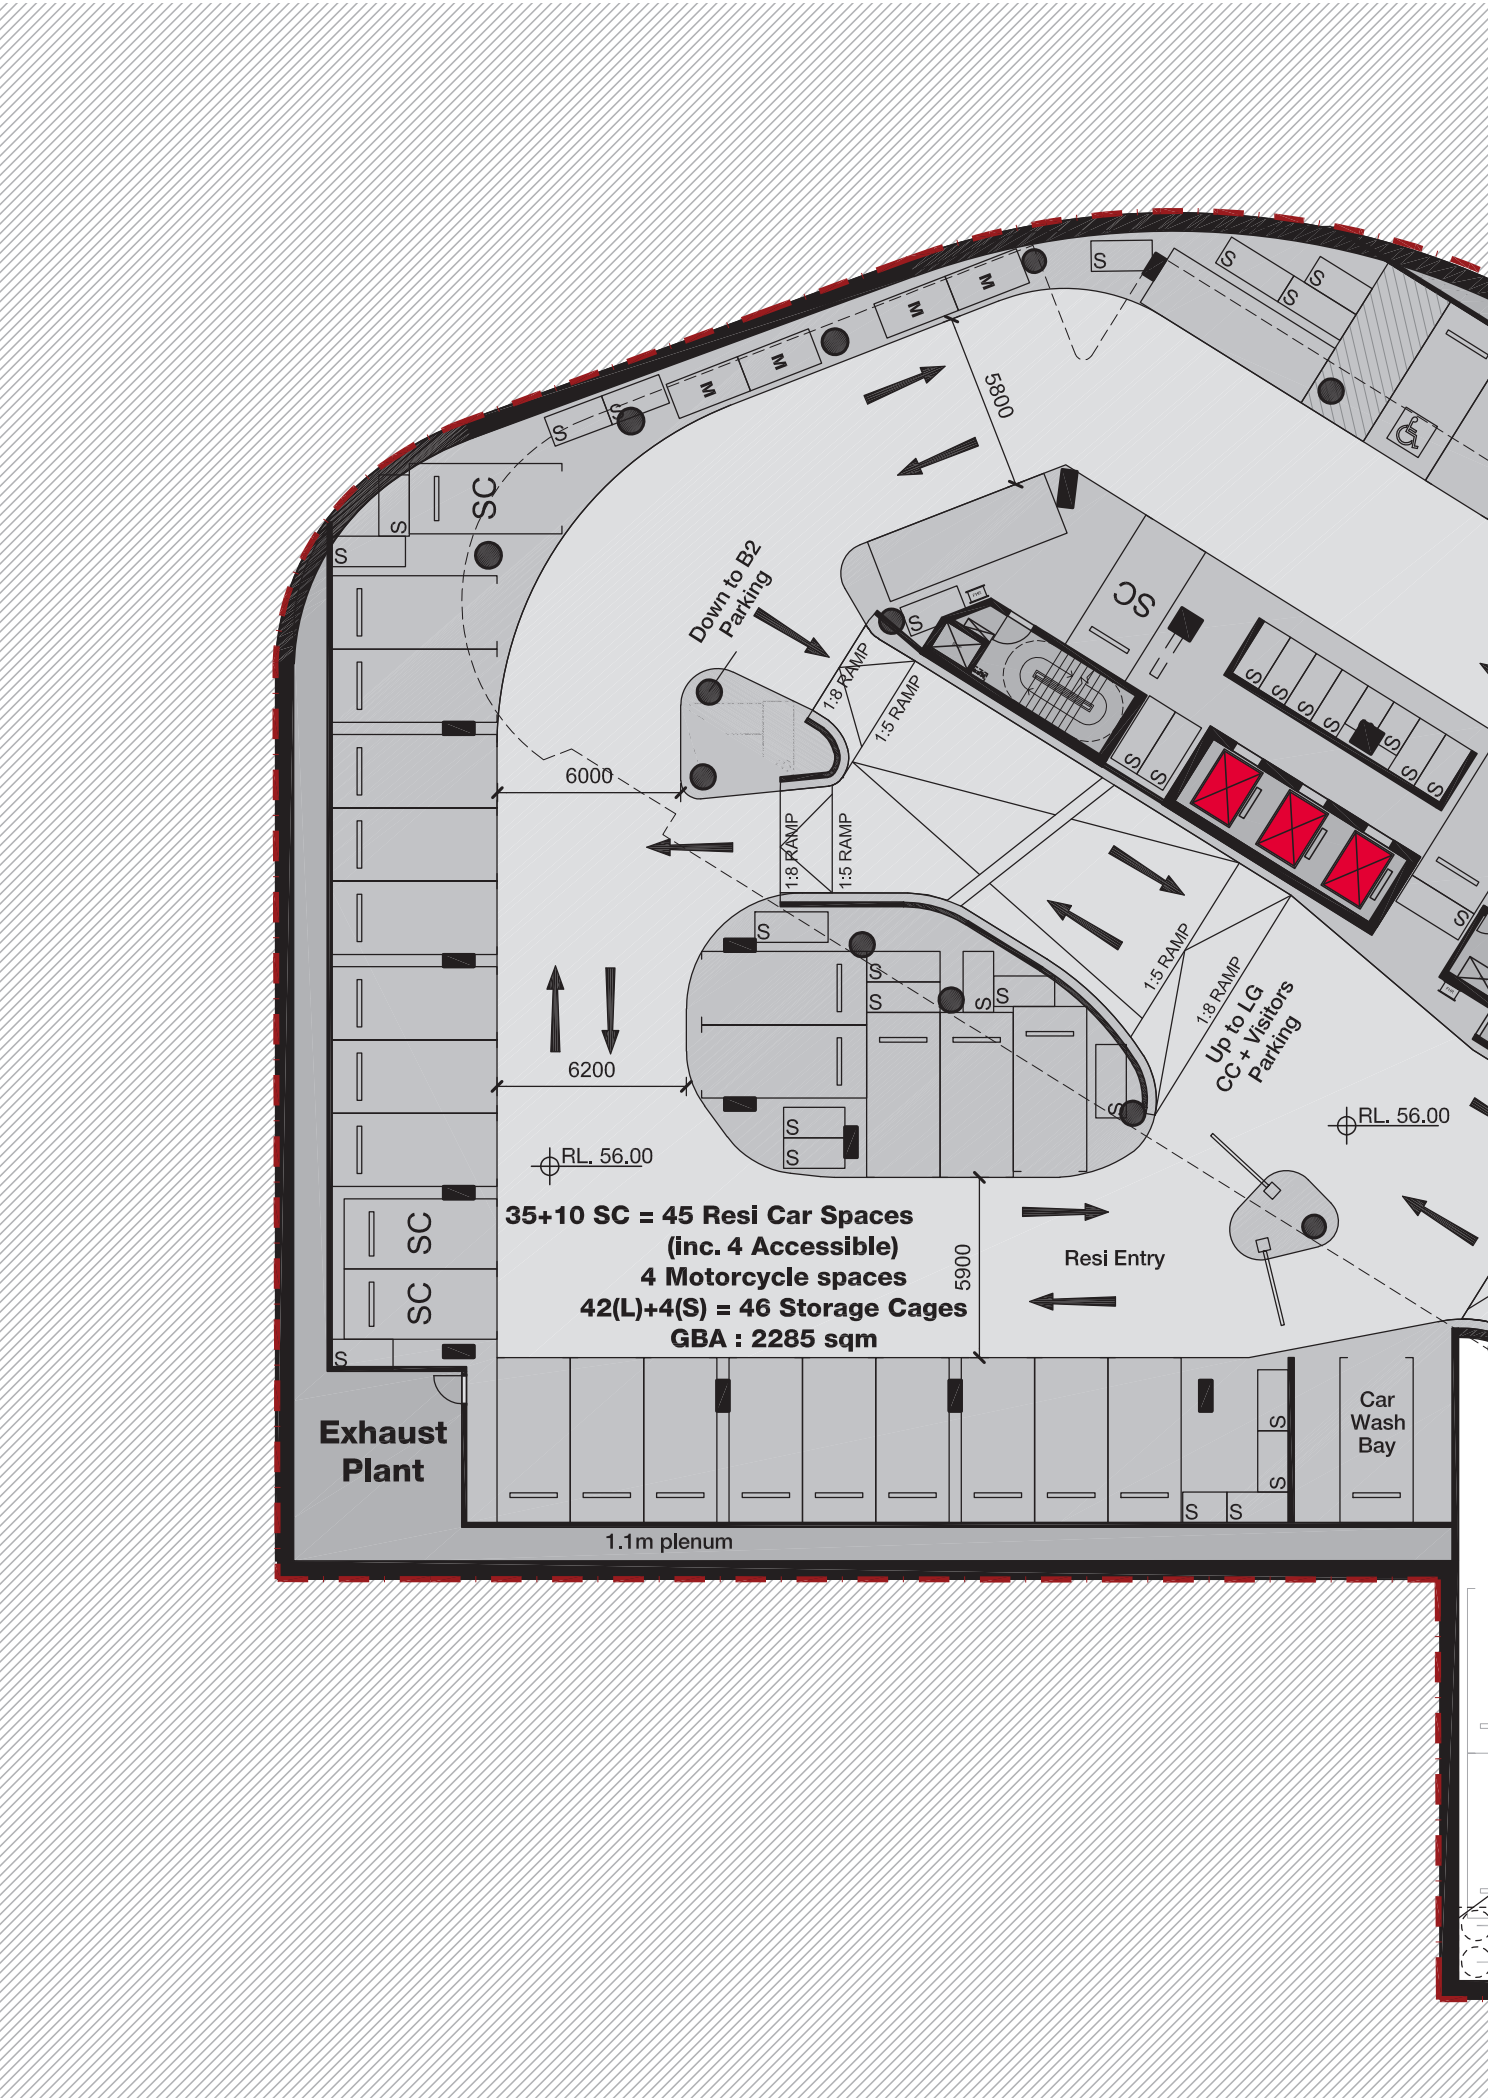 S
S
S
S
M
M
M
M
S
S
5800
SC
S
S
Down to B2
Parking
SC
S
1:8 RAMP
1:5 RAMP
S
S
S
S
S
S
S
S
S
S
6000
1:8 RAMP
1:5 RAMP
S
S
S
S
S
S
1:5 RAMP
1:8 RAMP
Up to LG
CC + Visitors
Parking
6200
S
S
S
RL. 56.00
RL. 56.00
35+10 SC = 45 Resi Car Spaces
(inc. 4 Accessible)
4 Motorcycle spaces
42(L)+4(S) = 46 Storage Cages
GBA : 2285 sqm
SC
SC
5900
Resi Entry
S
Exhaust
Plant
Car
Wash
Bay
S
S
S
S
1.1m plenum